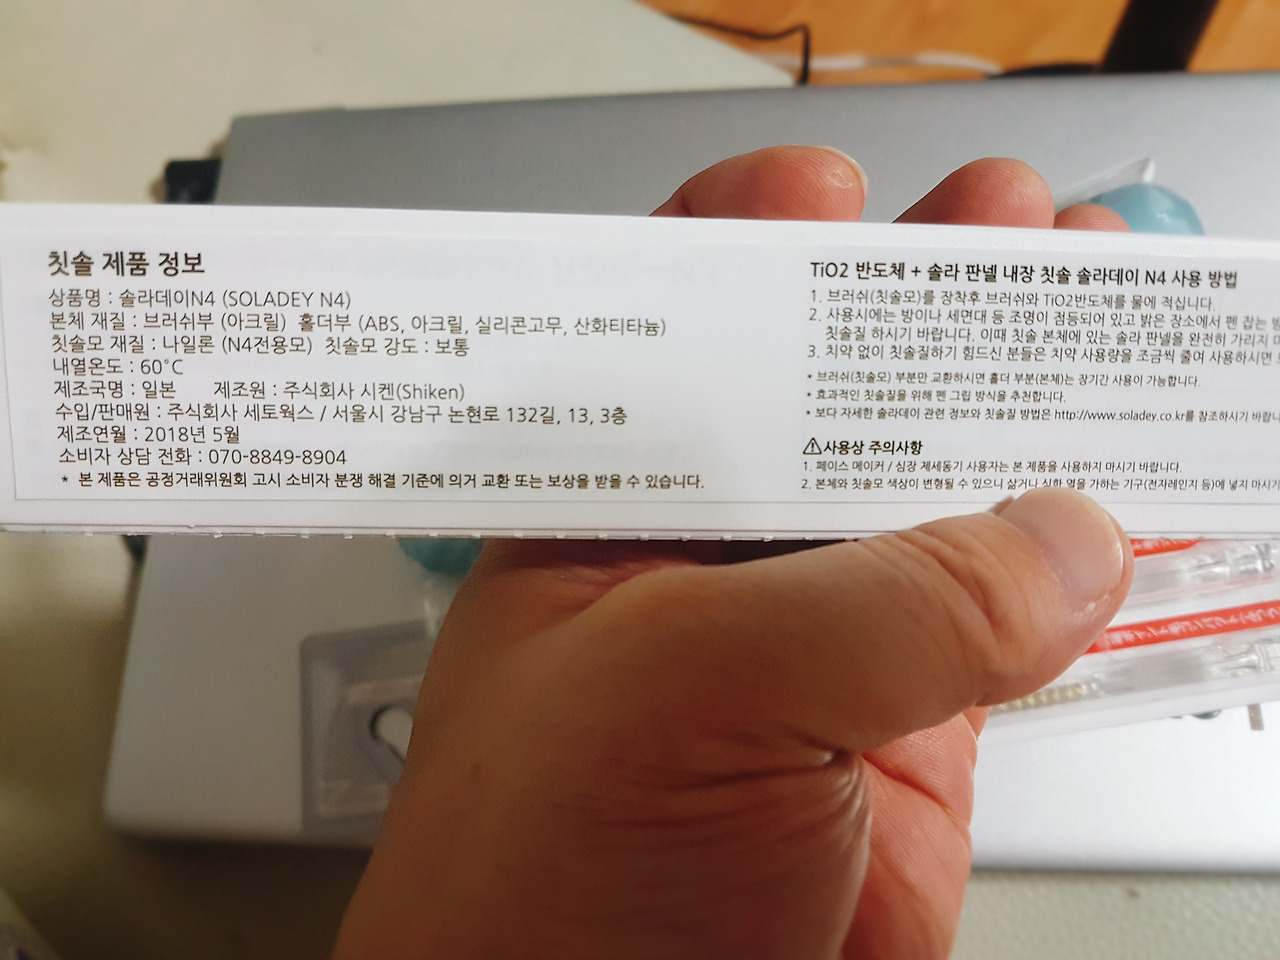 칫솔 제품 정보
상품명 : 솔라데이N4 (SOLADEY N4)
본체 재질 : 브러쉬부 (아크릴) 홀더부 (ABS, 아크릴, 실리콘고무, 산화티타늄)
칫솔모 재질 : 나일론 (N4전용모) 칫솔모 강도 : 보통
내열온도 : 60°C
제조국명 : 일본 제조원 : 주식회사 시켄(Shiken)
수입/판매원 : 주식회사 세토웍스 / 서울시 강남구 논현로 132길, 13, 3층
제조연월 : 2018년 5월
소비자 상담 전화 : 070-8849-8904
* 본 제품은 공정거래위원회 고시 소비자 분쟁 해결 기준에 의거 교환 또는 보상을 받을 수 있습니다.
TiO2 반도체 + 솔라 판넬 내장 칫솔 솔라데이 N4 사용 방법
1. 브러쉬(칫솔모)를 장착후 브러쉬와 TiO2반도체를 물에 적십니다.
2. 사용시에는 방이나 세면대 등 조명이 점등되어 있고 밝은 장소에서 펜 잡는
칫솔질 하시기 바랍니다. 이때 칫솔 본체에 있는 솔라 판넬을 완전히 가리지
3. 치약 없이 칫솔질하기 힘드신 분들은 치약 사용량을 조금씩 줄여 사용하시면
* 브러쉬(칫솔모) 부분만 교환하시면 홀더 부분(본체)는 장기간 사용이 가능합니다.
* 효과적인 칫솔질을 위해 펜 그립 방식을 추천합니다.
* 보다 자세한 솔라데이 관련 정보와 칫솔질 방법은 http://www.soladey.co.kr를 참조하시기
⚠사용상 주의사항
1. 페이스 메이커 / 심장 제세동기 사용자는 본 제품을 사용하지 마시기 바랍니다.
2. 본체와 칫솔모 색상이 변형될 수 있으니 삶거나 심한 열을 가하는 기구(전자레인지 등)에 넣지 마시기